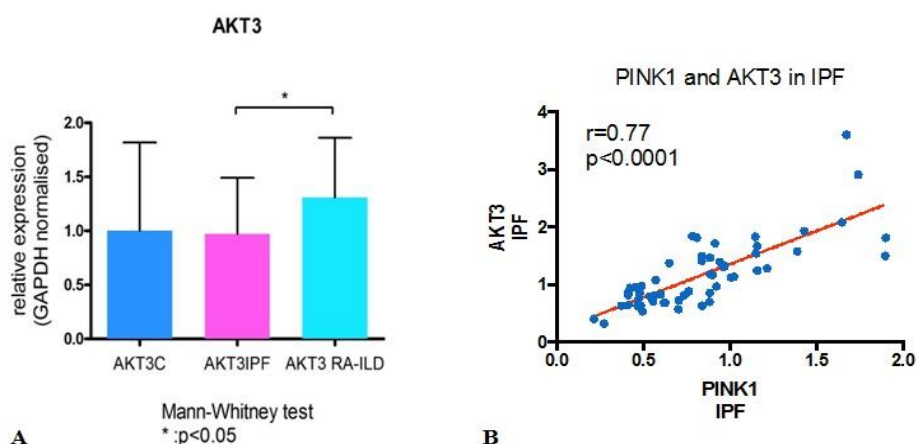 AKT3
*
relative expression
(GAPDH normalised)
2.0
1.5
1.0
0.5
0.0
AKT3C AKT3IPF AKT3 RA-ILD
Mann-Whitney test
* :p<0.05
A
PINK1 and AKT3 in IPF
r=0.77
p<0.0001
AKT3
IPF
4
3
2
1
0
0.0 0.5 1.0 1.5 2.0
PINK1
IPF
B